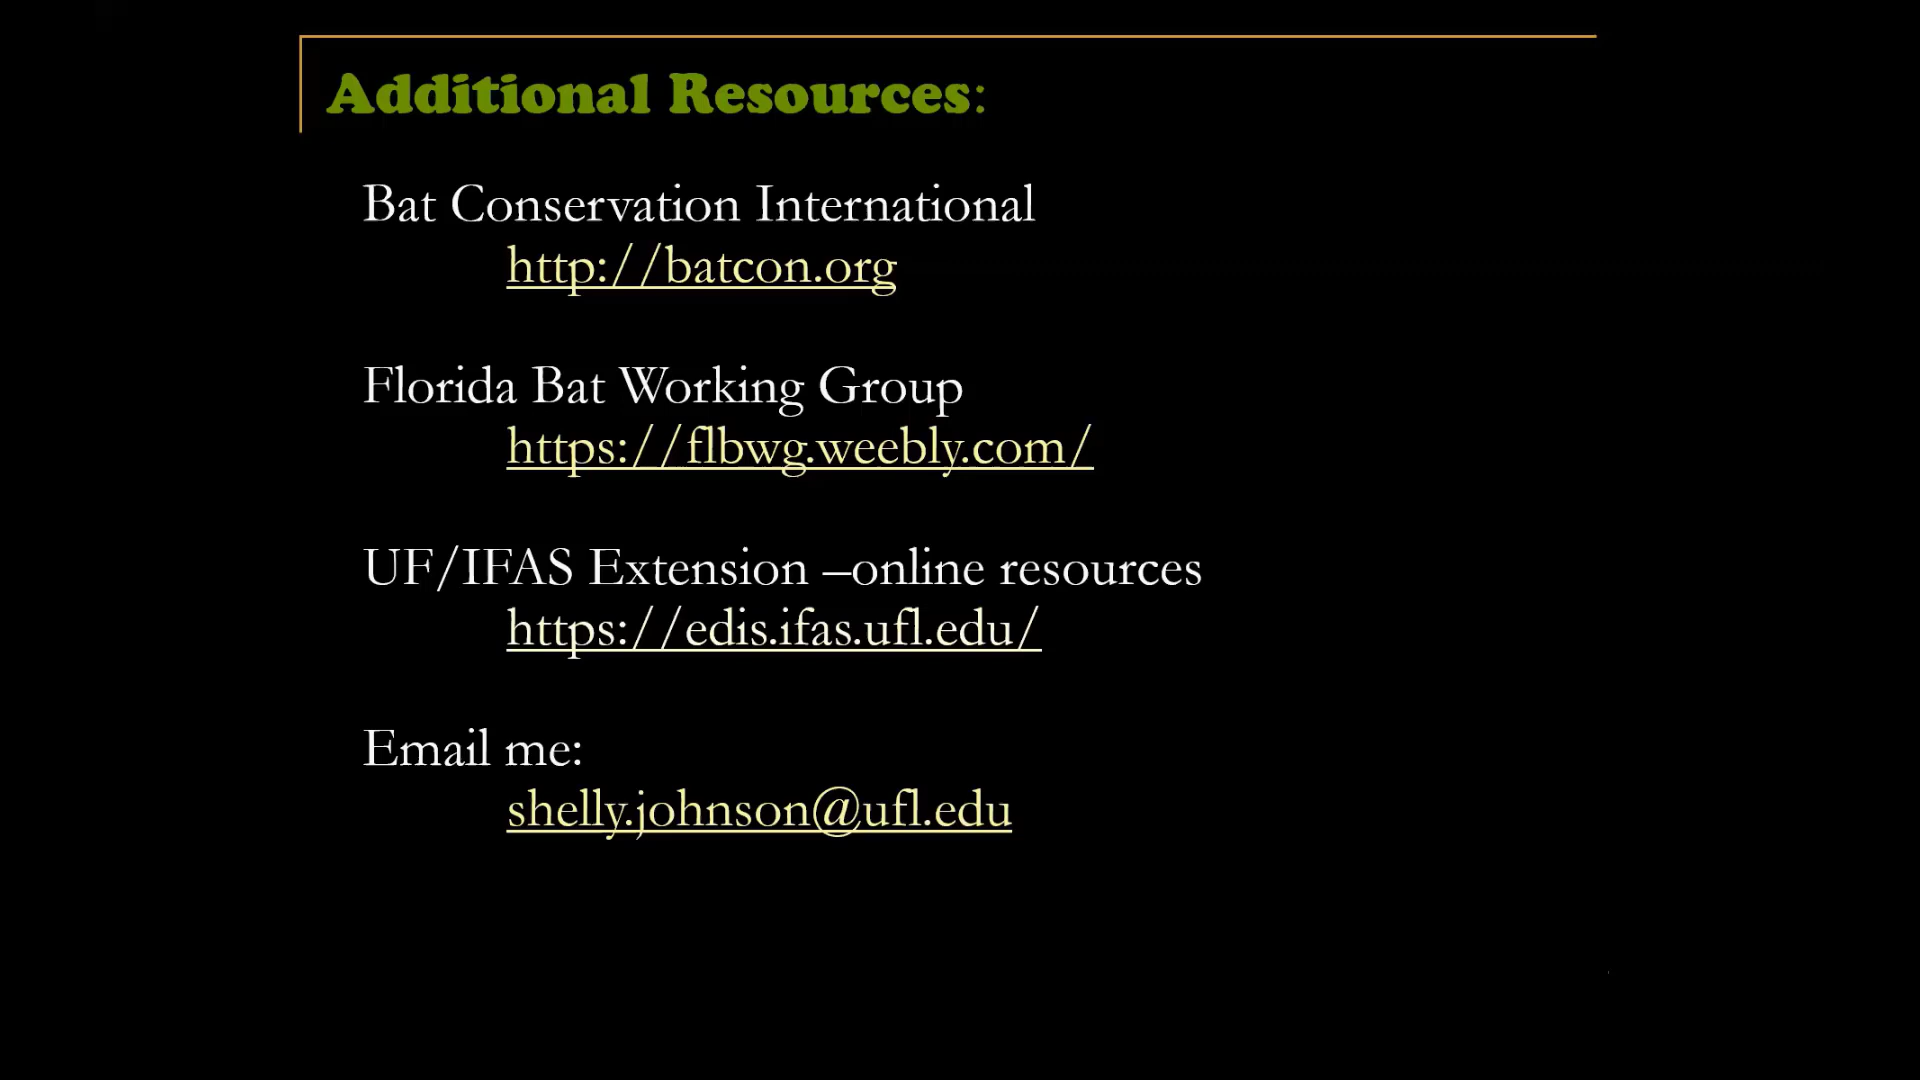 Additional Resources:
Bat Conservation International
http://batcon.org
Florida Bat Working Group
https://flbwg.weebly.com/
UF/IFAS Extension –online resources
https://edis.ifas.ufl.edu/
Email me:
shelly.johnson@ufl.edu